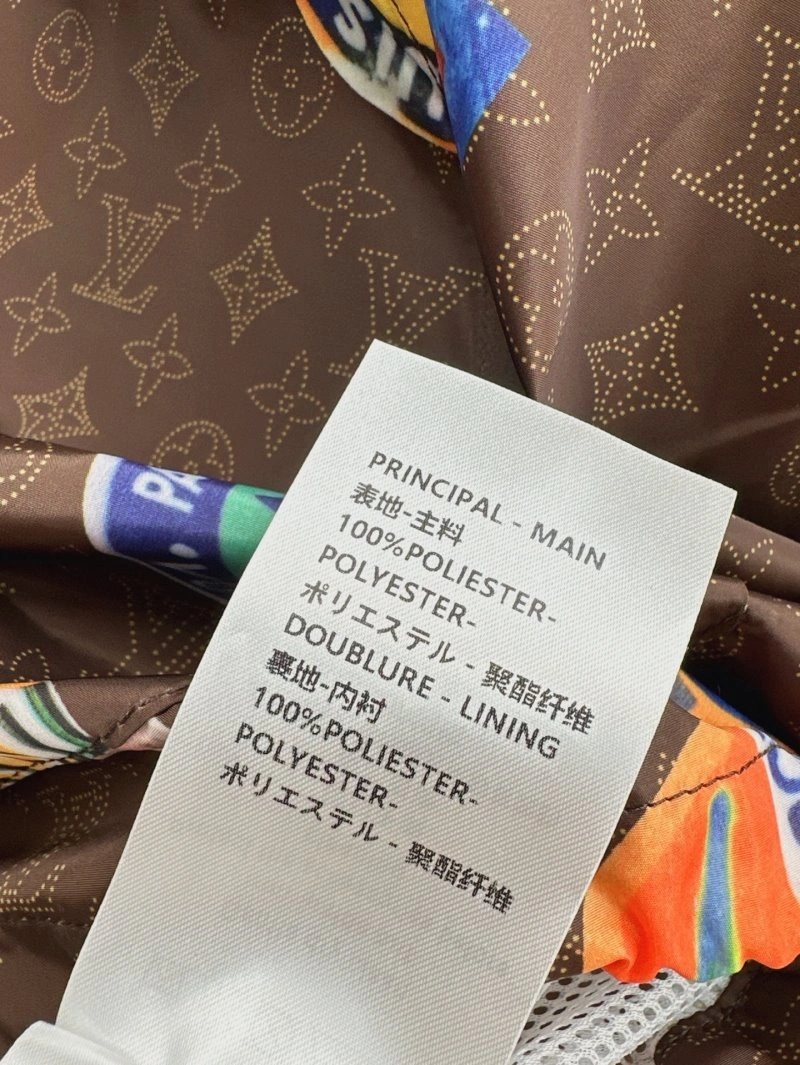 UIS
PA
PRINCIPAL - MAIN
表地-主料
100%POLIESTER-
POLYESTER-
ポリエステル - 聚酯纤维
DOUBLURE - LINING
裏地-内衬
100%POLIESTER-
POLYESTER-
ポリエステル - 聚酯纤维